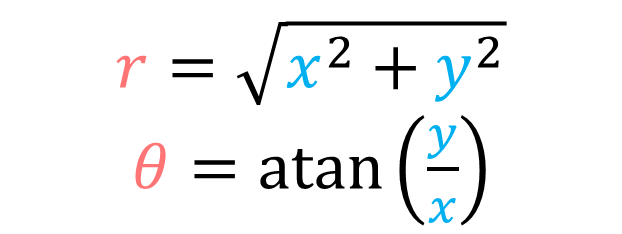 r = √(x² + y²)
θ = atan(y/x)